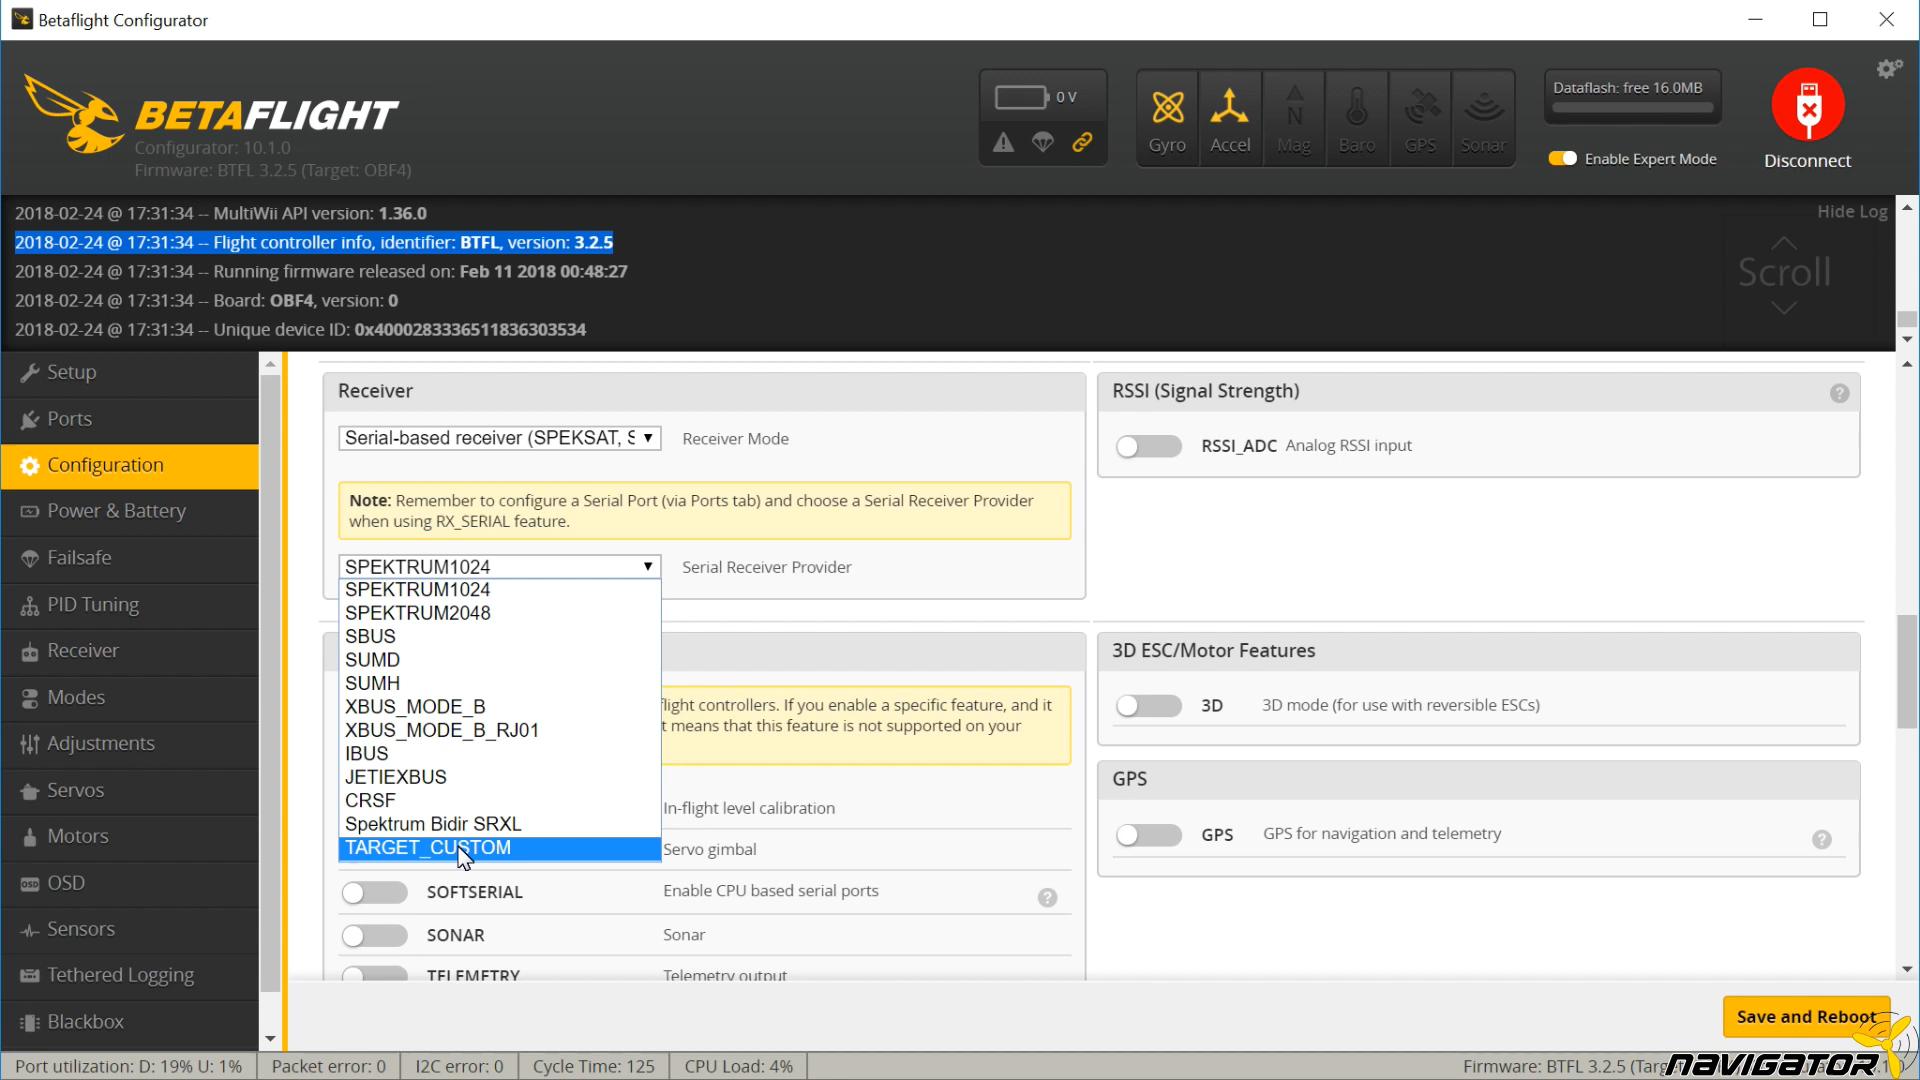 Betaflight Configurator
BETAFLIGHT
Configurator: 10.1.0
Firmware: BTFL 3.2.5 (Target: OBF4)
0 V
Gyro
Accel
Mag
Baro
GPS
Sonar
Dataflash: free 16.0MB
Enable Expert Mode
Disconnect
2018-02-24 @ 17:31:34 -- MultiWii API version: 1.36.0
2018-02-24 @ 17:31:34 -- Flight controller info, identifier: BTFL, version: 3.2.5
2018-02-24 @ 17:31:34 -- Running firmware released on: Feb 11 2018 00:48:27
2018-02-24 @ 17:31:34 -- Board: OBF4, version: 0
2018-02-24 @ 17:31:34 -- Unique device ID: 0x4000283336511836303534
Hide Log
Scroll
Setup
Ports
Configuration
Power & Battery
Failsafe
PID Tuning
Receiver
Modes
Adjustments
Servos
Motors
OSD
Sensors
Tethered Logging
Blackbox
Receiver
Serial-based receiver (SPEKSAT, S
Receiver Mode
Note: Remember to configure a Serial Port (via Ports tab) and choose a Serial Receiver Provider
when using RX_SERIAL feature.
SPEKTRUM1024
Serial Receiver Provider
SPEKTRUM1024
SPEKTRUM2048
SBUS
SUMD
SUMH
XBUS_MODE_B
XBUS_MODE_B_RJ01
IBUS
JETIEXBUS
CRSF
Spektrum Bidir SRXL
TARGET_CUSTOM
flight controllers. If you enable a specific feature, and it
t means that this feature is not supported on your
In-flight level calibration
Servo gimbal
SOFTSERIAL Enable CPU based serial ports
SONAR Sonar
TELEMETRY Telemetry output
RSSI (Signal Strength)
RSSI_ADC Analog RSSI input
3D ESC/Motor Features
3D 3D mode (for use with reversible ESCs)
GPS
GPS GPS for navigation and telemetry
Save and Reboot
Port utilization: D: 19% U: 1%
Packet error: 0
I2C error: 0
Cycle Time: 125
CPU Load: 4%
Firmware: BTFL 3.2.5 (Targe
NAVIGATOR